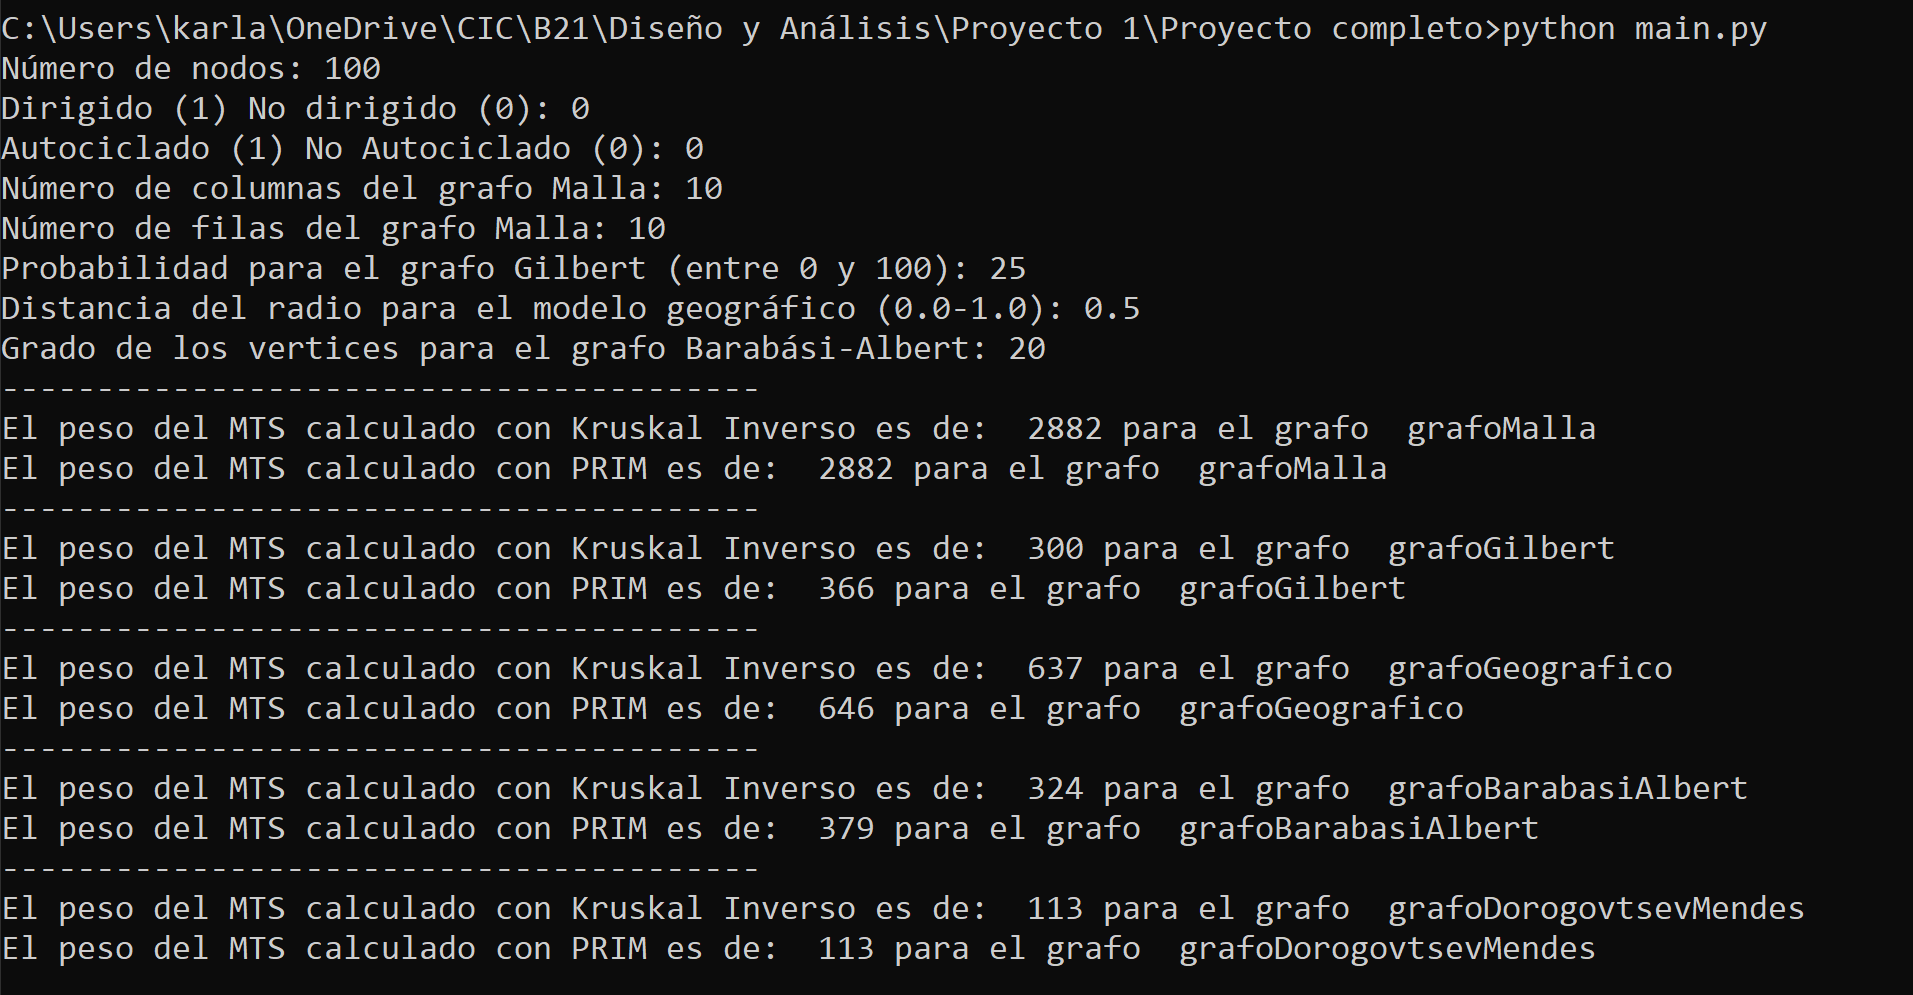 C:\Users\karla\OneDrive\CIC\B21\Diseño y Análisis\Proyecto 1\Proyecto completo>python main.py
Número de nodos: 100
Dirigido (1) No dirigido (0): 0
Autociclado (1) No Autociclado (0): 0
Número de columnas del grafo Malla: 10
Número de filas del grafo Malla: 10
Probabilidad para el grafo Gilbert (entre 0 y 100): 25
Distancia del radio para el modelo geográfico (0.0-1.0): 0.5
Grado de los vertices para el grafo Barabási-Albert: 20
----------------------------------------
El peso del MTS calculado con Kruskal Inverso es de:  2882 para el grafo  grafoMalla
El peso del MTS calculado con PRIM es de:  2882 para el grafo  grafoMalla
----------------------------------------
El peso del MTS calculado con Kruskal Inverso es de:  300 para el grafo  grafoGilbert
El peso del MTS calculado con PRIM es de:  366 para el grafo  grafoGilbert
----------------------------------------
El peso del MTS calculado con Kruskal Inverso es de:  637 para el grafo  grafoGeografico
El peso del MTS calculado con PRIM es de:  646 para el grafo  grafoGeografico
----------------------------------------
El peso del MTS calculado con Kruskal Inverso es de:  324 para el grafo  grafoBarabasiAlbert
El peso del MTS calculado con PRIM es de:  379 para el grafo  grafoBarabasiAlbert
----------------------------------------
El peso del MTS calculado con Kruskal Inverso es de:  113 para el grafo  grafoDorogovtsevMendes
El peso del MTS calculado con PRIM es de:  113 para el grafo  grafoDorogovtsevMendes